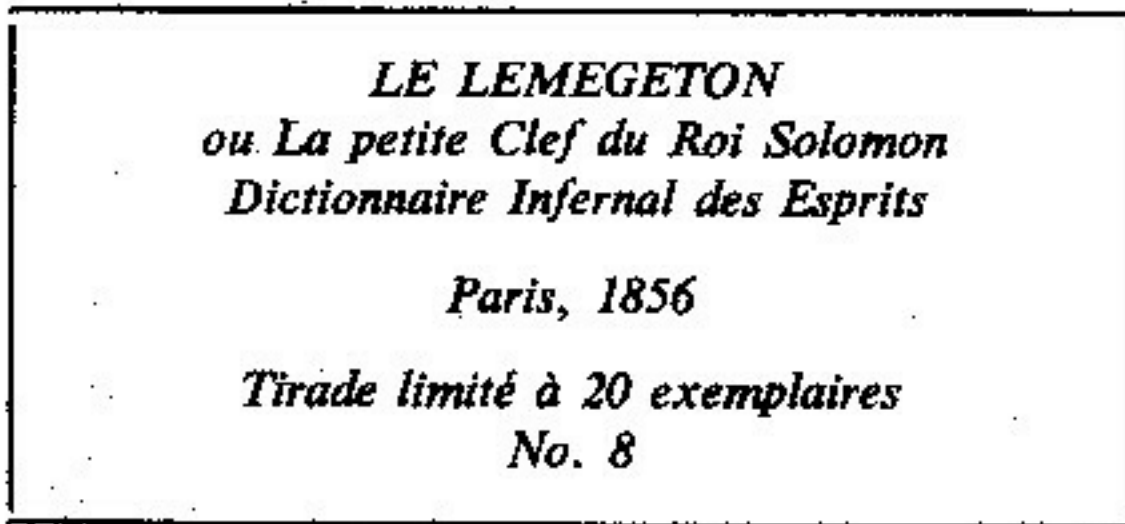 LE LEMEGETON
ou La petite Clef du Roi Solomon
Dictionnaire Infernal des Esprits
Paris, 1856
Tirade limité à 20 exemplaires
No. 8